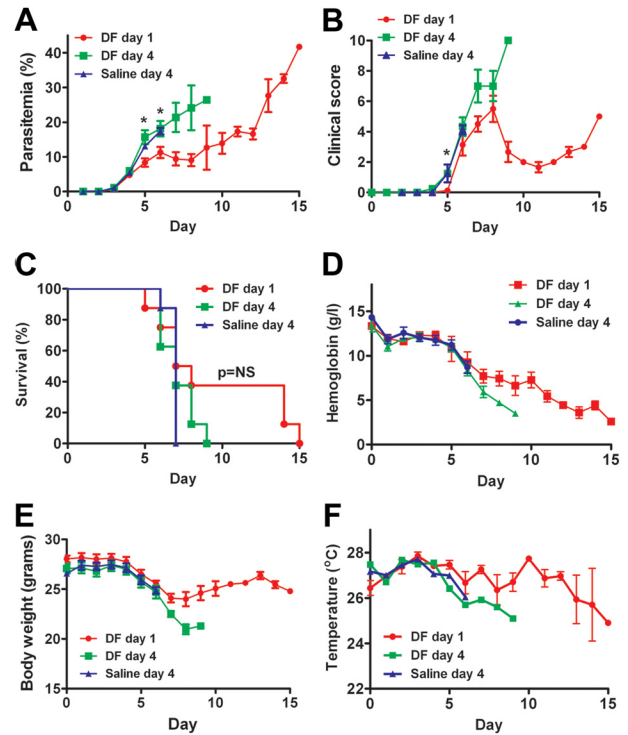 A
DF day 1
DF day 4
Saline day 4
Parasitemia (%)
40
30
20
10
0
* *
0 5 10 15
Day
B
DF day 1
DF day 4
Saline day 4
Clinical score
10
8
6
4
2
0
*
0 5 10 15
Day
C
DF day 1
DF day 4
Saline day 4
Survival (%)
100
80
60
40
20
0
p=NS
0 5 10 15
Day
D
DF day 1
DF day 4
Saline day 4
Hemoglobin (g/l)
15
10
5
0
0 5 10 15
Day
E
Body weight (grams)
30
25
20
15
DF day 1
DF day 4
Saline day 4
0 5 10 15
Day
F
Temperature (°C)
28
26
24
22
DF day 1
DF day 4
Saline day 4
0 5 10 15
Day